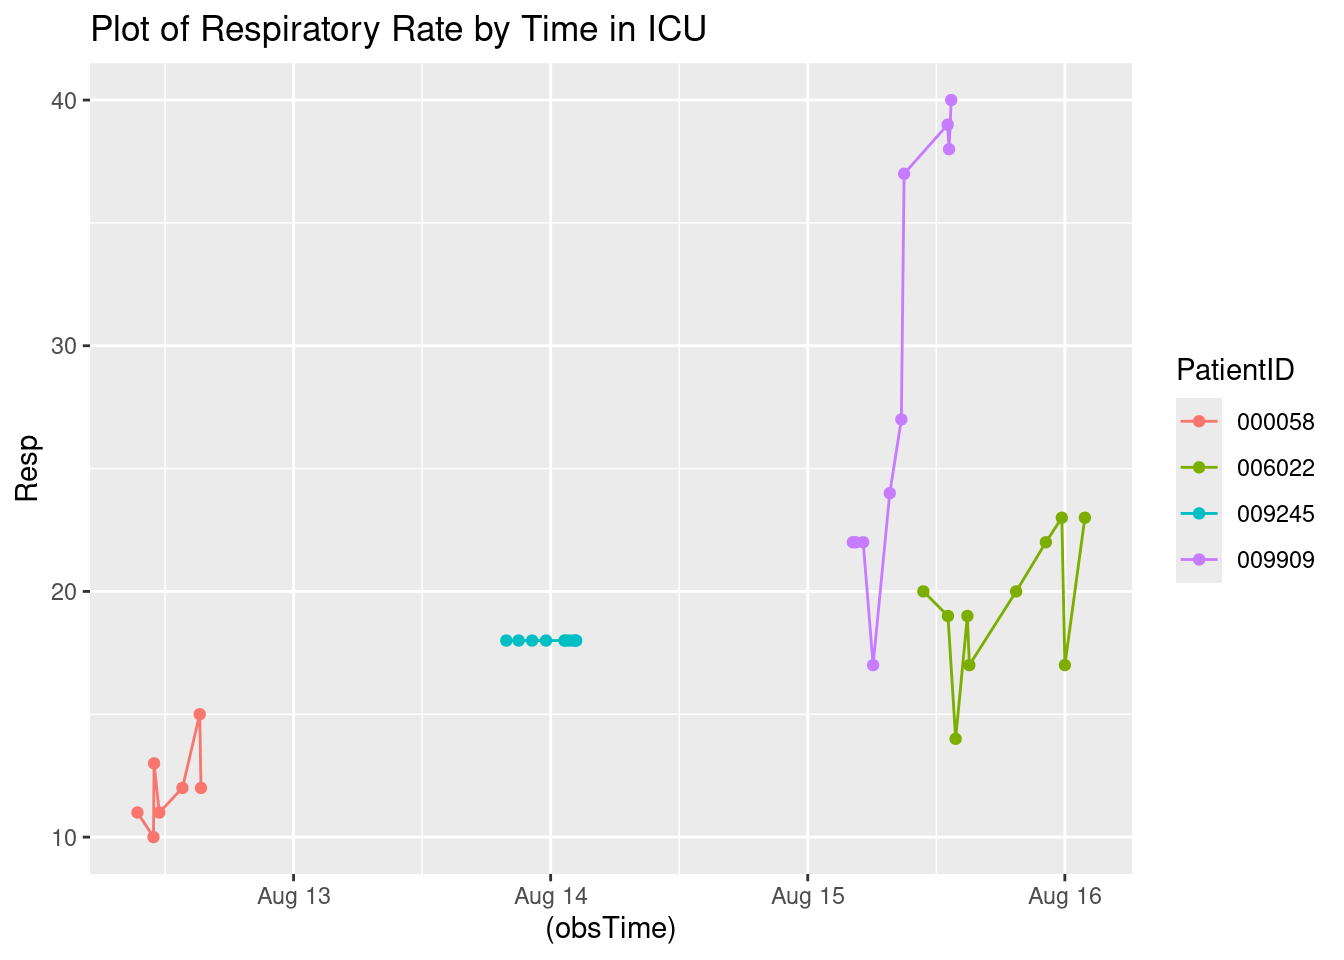 Plot of Respiratory Rate by Time in ICU
40
30
20
10
Resp
Aug 13
Aug 14
Aug 15
Aug 16
(obsTime)
PatientID
000058
006022
009245
009909